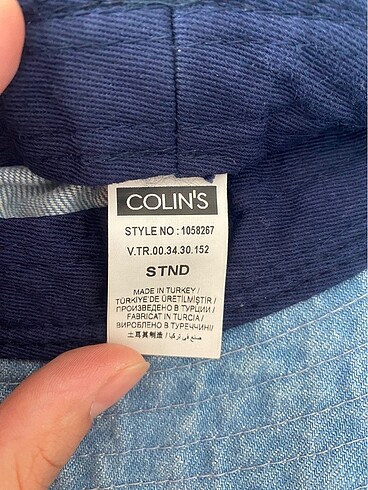 COLIN'S
STYLE NO : 1058267
V.TR.00.34.30.152
STND
MADE IN TURKEY /
TÜRKİYE'DE ÜRETİLMİŞTİR /
ПРОИЗВЕДЕНО В ТУРЦИИ /
FABRICAT IN TURCIA /
ВИРОБЛЕНО В ТУРЕЧЧИНІ/
土耳其制造 / صنع في تركيا